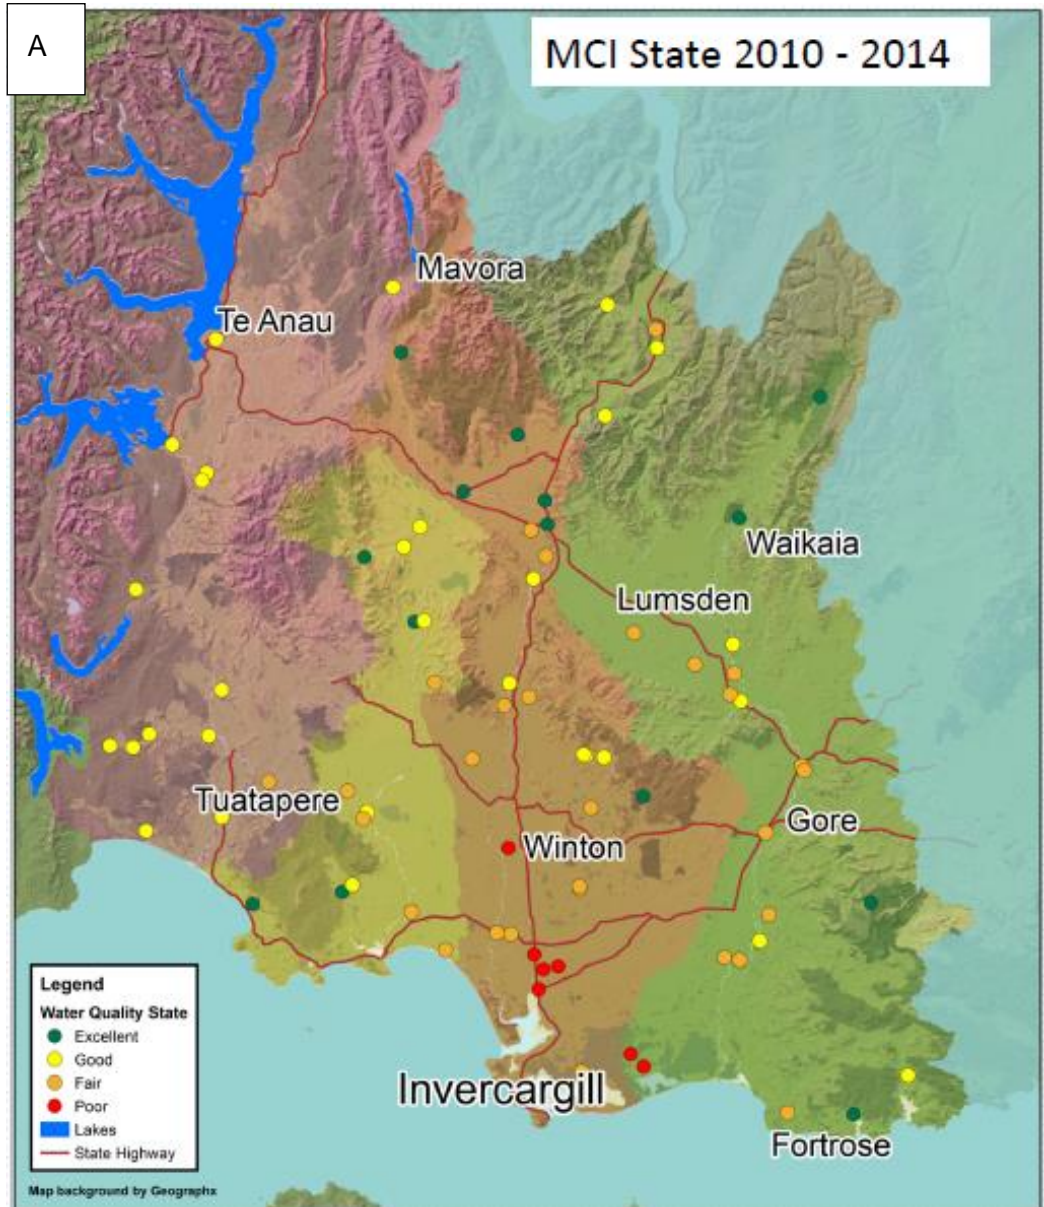 A
MCI State 2010 - 2014
Mavora
Te Anau
Waikaia
Lumsden
Tuatapere
Gore
Winton
Invercargill
Fortrose
Legend
Water Quality State
Excellent
Good
Fair
Poor
Lakes
State Highway
Map background by Geographx